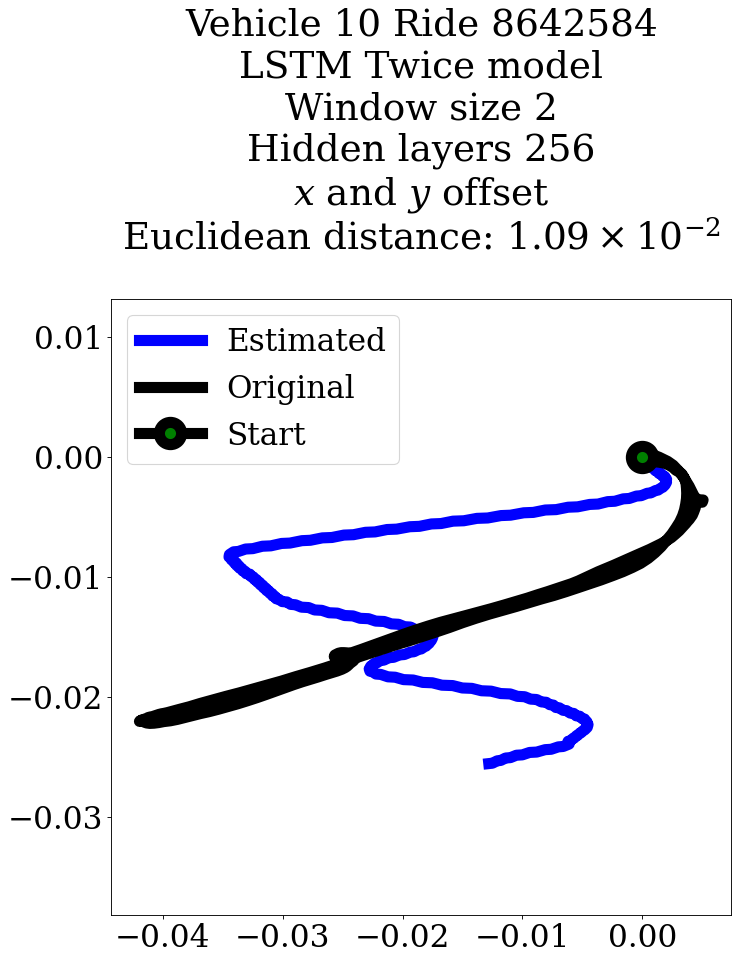 Vehicle 10 Ride 8642584
LSTM Twice model
Window size 2
Hidden layers 256
x and y offset
Euclidean distance: 1.09 × 10⁻²
Estimated
Original
Start
0.01
0.00
−0.01
−0.02
−0.03
−0.04 −0.03 −0.02 −0.01 0.00